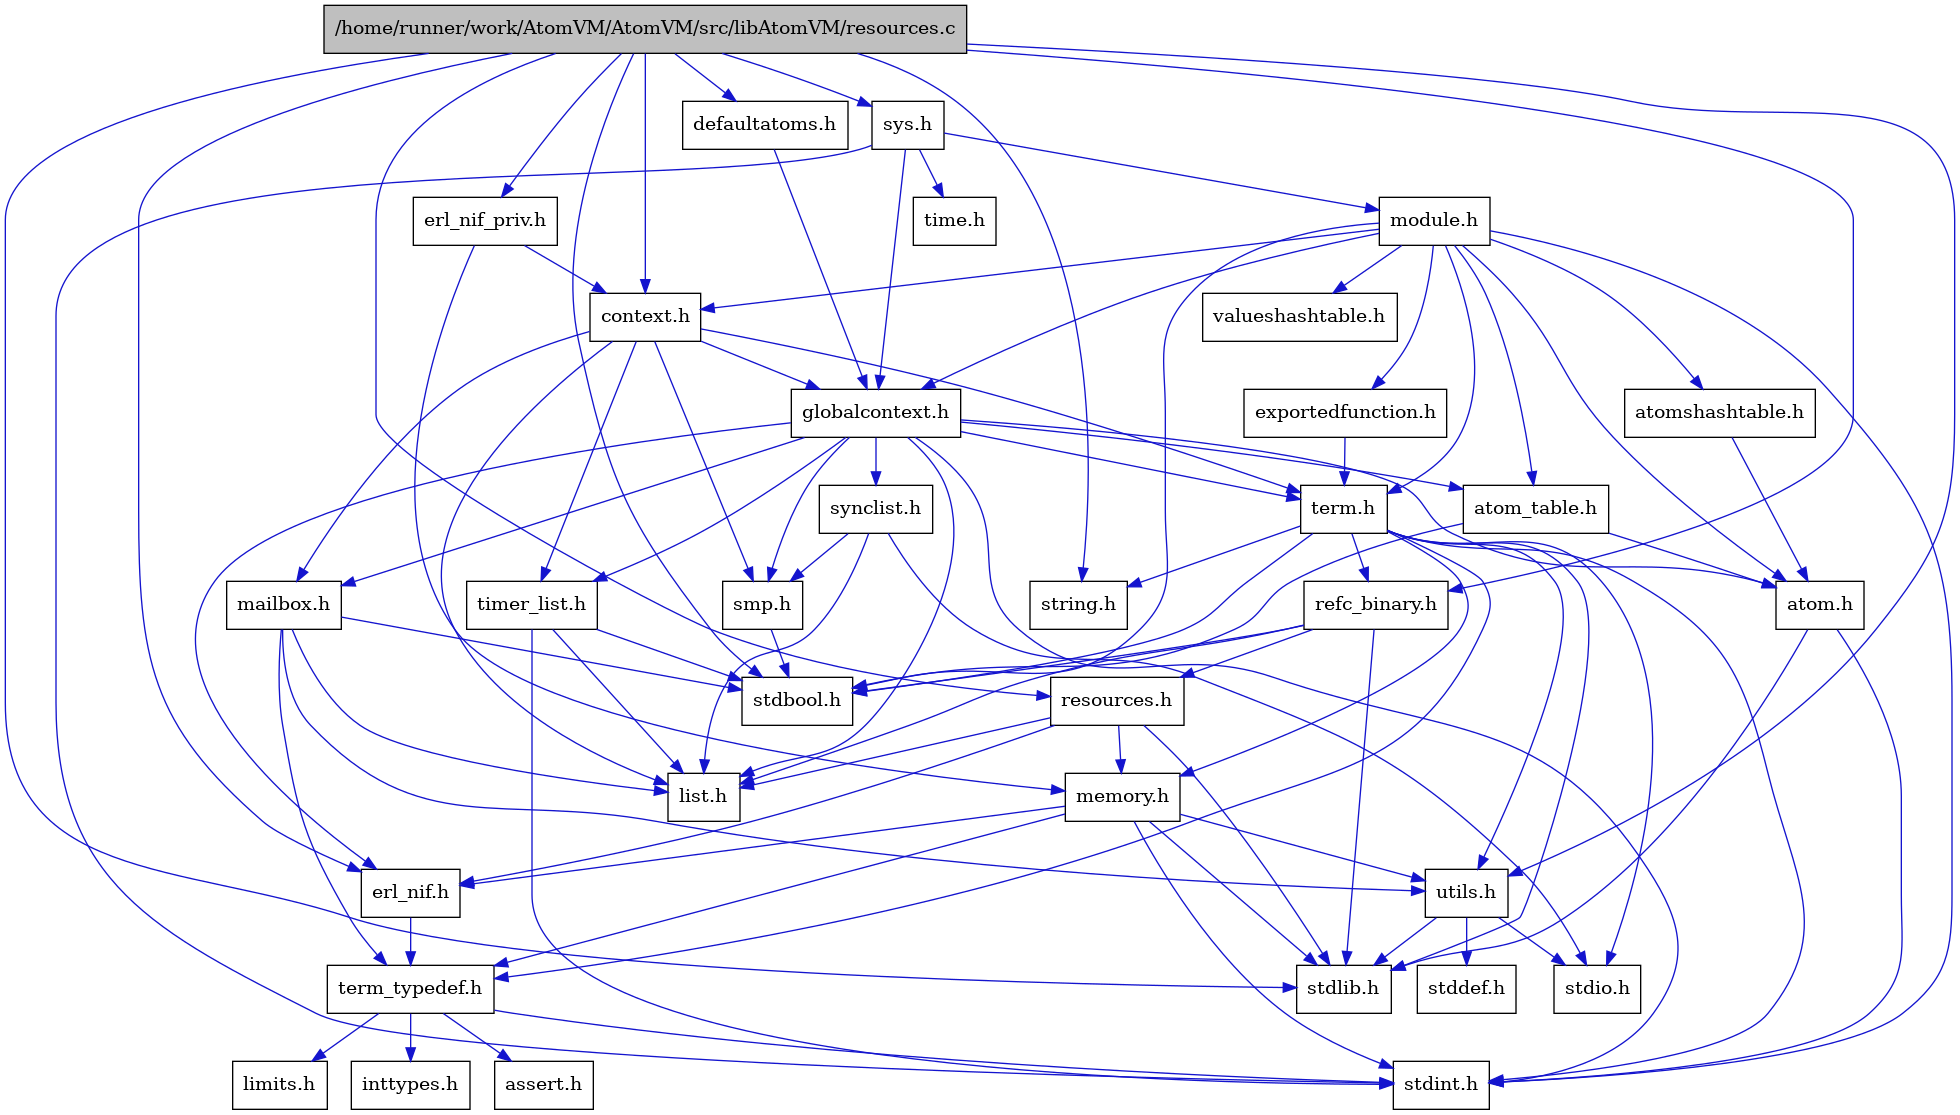 /home/runner/work/AtomVM/AtomVM/src/libAtomVM/resources.c
defaultatoms.h
sys.h
erl_nif_priv.h
time.h
module.h
context.h
valueshashtable.h
globalcontext.h
exportedfunction.h
atomshashtable.h
synclist.h
term.h
atom_table.h
mailbox.h
timer_list.h
smp.h
string.h
refc_binary.h
atom.h
stdbool.h
resources.h
list.h
memory.h
erl_nif.h
utils.h
term_typedef.h
stdlib.h
stddef.h
stdio.h
limits.h
inttypes.h
assert.h
stdint.h